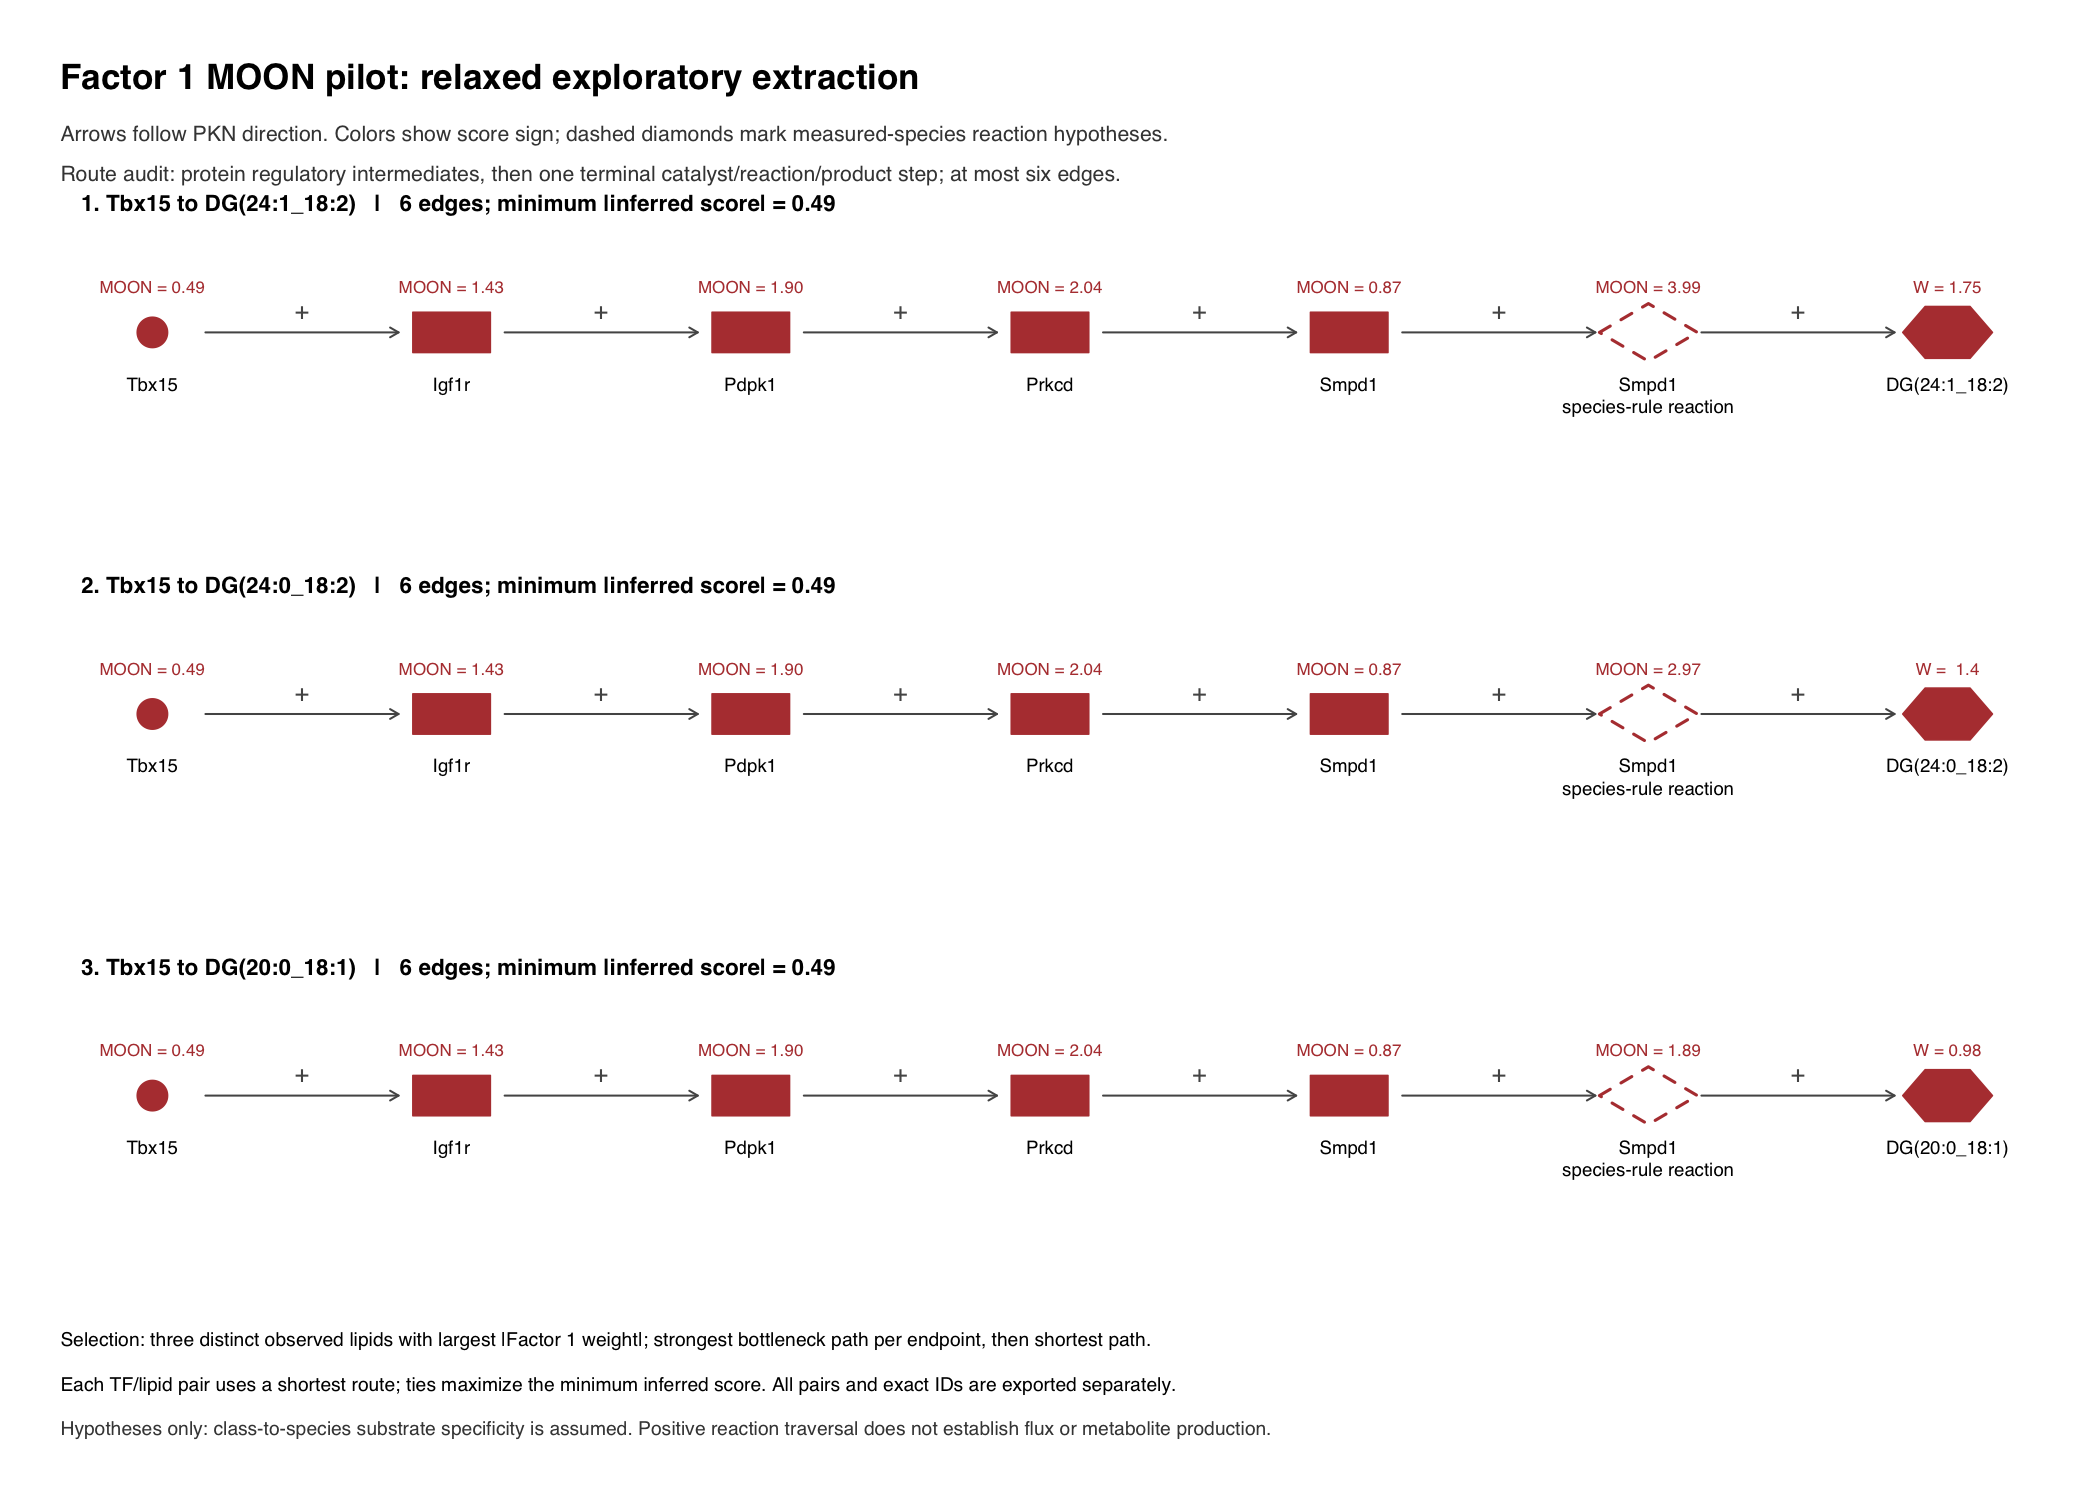 Factor 1 MOON pilot: relaxed exploratory extraction
Arrows follow PKN direction. Colors show score sign; dashed diamonds mark measured-species reaction hypotheses.
Route audit: protein regulatory intermediates, then one terminal catalyst/reaction/product step; at most six edges.
1. Tbx15 to DG(24:1_18:2) | 6 edges; minimum |inferred score| = 0.49
MOON = 0.49 MOON = 1.43 MOON = 1.90 MOON = 2.04 MOON = 0.87 MOON = 3.99 W = 1.75
+ + + + + +
Tbx15 Igf1r Pdpk1 Prkcd Smpd1 Smpd1 DG(24:1_18:2)
species-rule reaction
2. Tbx15 to DG(24:0_18:2) | 6 edges; minimum |inferred score| = 0.49
MOON = 0.49 MOON = 1.43 MOON = 1.90 MOON = 2.04 MOON = 0.87 MOON = 2.97 W = 1.4
+ + + + + +
Tbx15 Igf1r Pdpk1 Prkcd Smpd1 Smpd1 DG(24:0_18:2)
species-rule reaction
3. Tbx15 to DG(20:0_18:1) | 6 edges; minimum |inferred score| = 0.49
MOON = 0.49 MOON = 1.43 MOON = 1.90 MOON = 2.04 MOON = 0.87 MOON = 1.89 W = 0.98
+ + + + + +
Tbx15 Igf1r Pdpk1 Prkcd Smpd1 Smpd1 DG(20:0_18:1)
species-rule reaction
Selection: three distinct observed lipids with largest |Factor 1 weight|; strongest bottleneck path per endpoint, then shortest path.
Each TF/lipid pair uses a shortest route; ties maximize the minimum inferred score. All pairs and exact IDs are exported separately.
Hypotheses only: class-to-species substrate specificity is assumed. Positive reaction traversal does not establish flux or metabolite production.